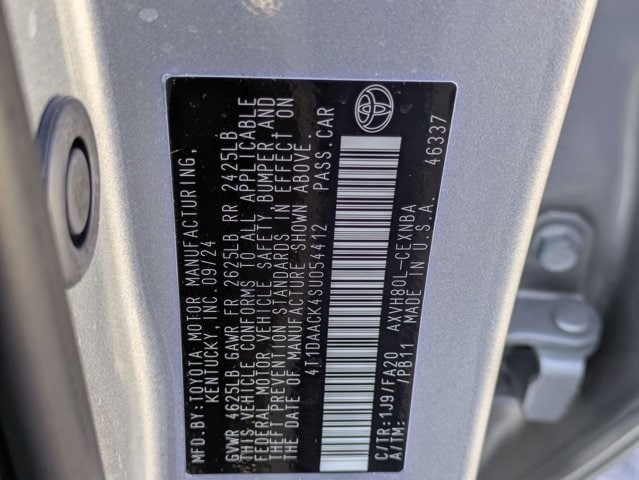 MFD. BY: TOYOTA MOTOR MANUFACTURING,
KENTUCKY, INC. 09/24
GVWR 4625LB GAWR FR 2625LB RR 2425LB
THIS VEHICLE CONFORMS TO ALL APPLICABLE
FEDERAL MOTOR VEHICLE SAFETY BUMPER AND
THEFT PREVENTION STANDARDS IN EFFECT ON
THE DATE OF MANUFACTURE SHOWN ABOVE.
4T1DAACK4SU054412 PASS. CAR
C/TR: 1J9/FA20 AXVH80L-CEXNBA
A/TM: /PB11 MADE IN U.S.A. 46337